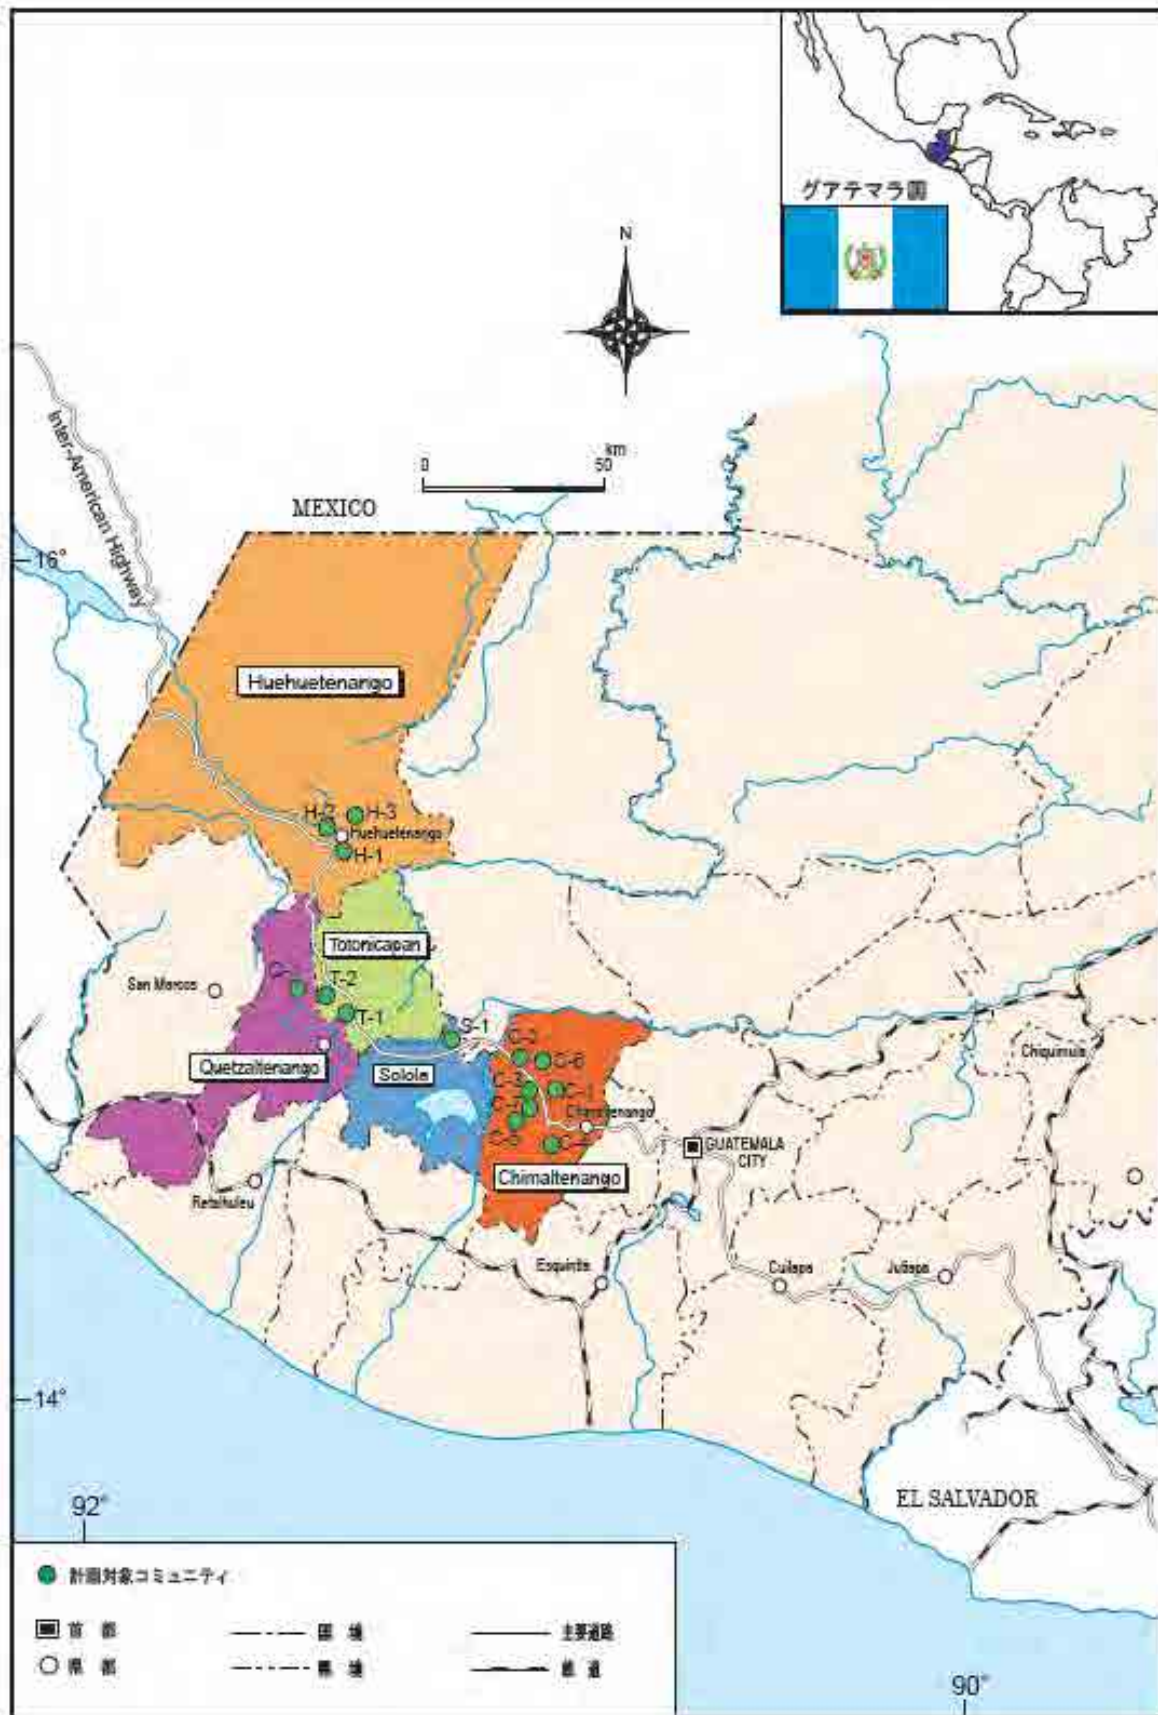 グアテマラ国
N
km
0 50
Inter-American Highway
MEXICO
16°
Huehuetenango
H-2
H-3
Huehuetenango
H-1
Totonicapan
San Marcos
T-2
T-1
S-1
C-6
Chiquimula
Quetzaltenango
Solola
C-1
Chimaltenango
C-4
GUATEMALA
CITY
Chimaltenango
Retalhuleu
Esquintla
Cuilapa
Jutiapa
14°
EL SALVADOR
92°
計画対象コミュニティ
首都 国境 主要道路
県都 県境 鉄道
90°